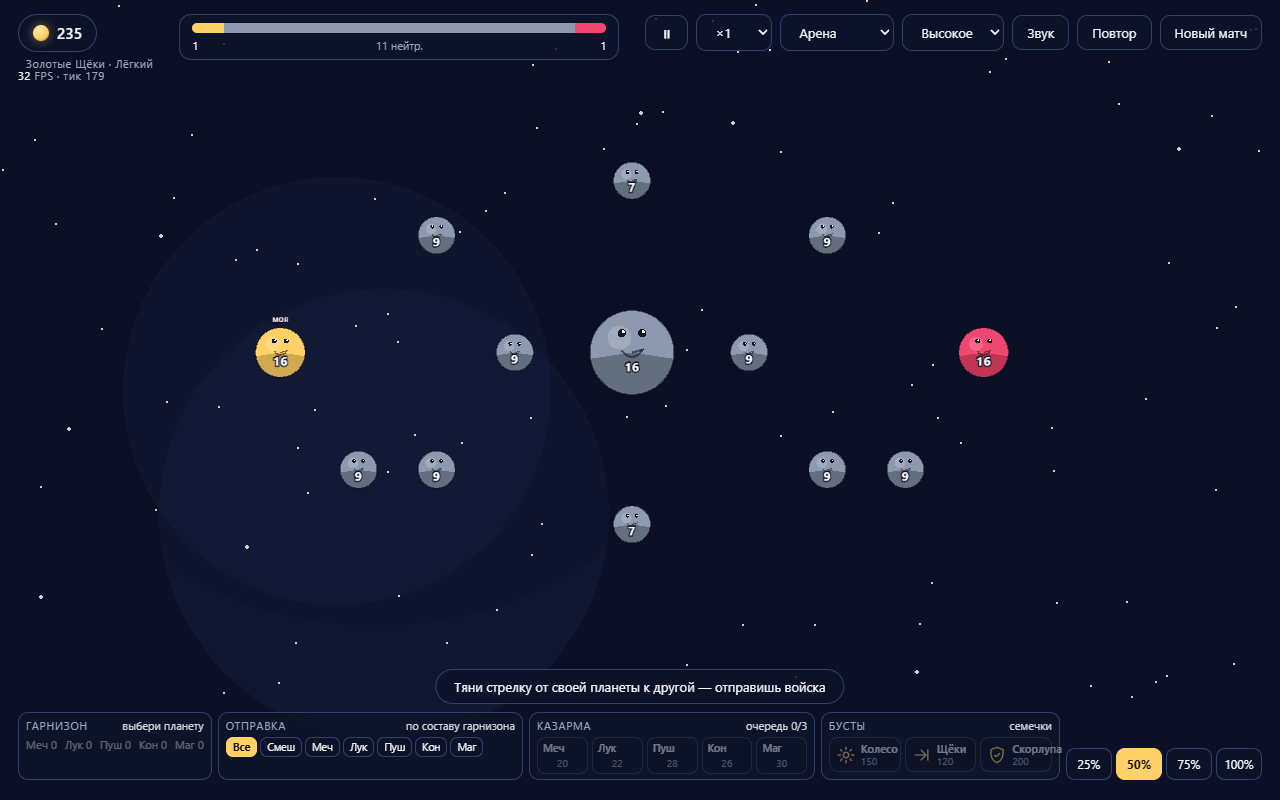 235
1
11 нейтр.
1
×1
Арена
Высокое
Звук
Повтор
Новый матч
Золотые Щёки · Лёгкий
32 FPS · тик 179
7
9
9
моя
16
9
16
9
16
9
9
9
9
7
Тяни стрелку от своей планеты к другой — отправишь войска
ГАРНИЗОН выбери планету
Меч 0 Лук 0 Пуш 0 Кон 0 Маг 0
ОТПРАВКА по составу гарнизона
Все Смеш Меч Лук Пуш Кон Маг
КАЗАРМА очередь 0/3
Меч Лук Пуш Кон Маг
20 22 28 26 30
БУСТЫ семечки
Колесо Щёки Скорлупа
150 120 200
25% 50% 75% 100%